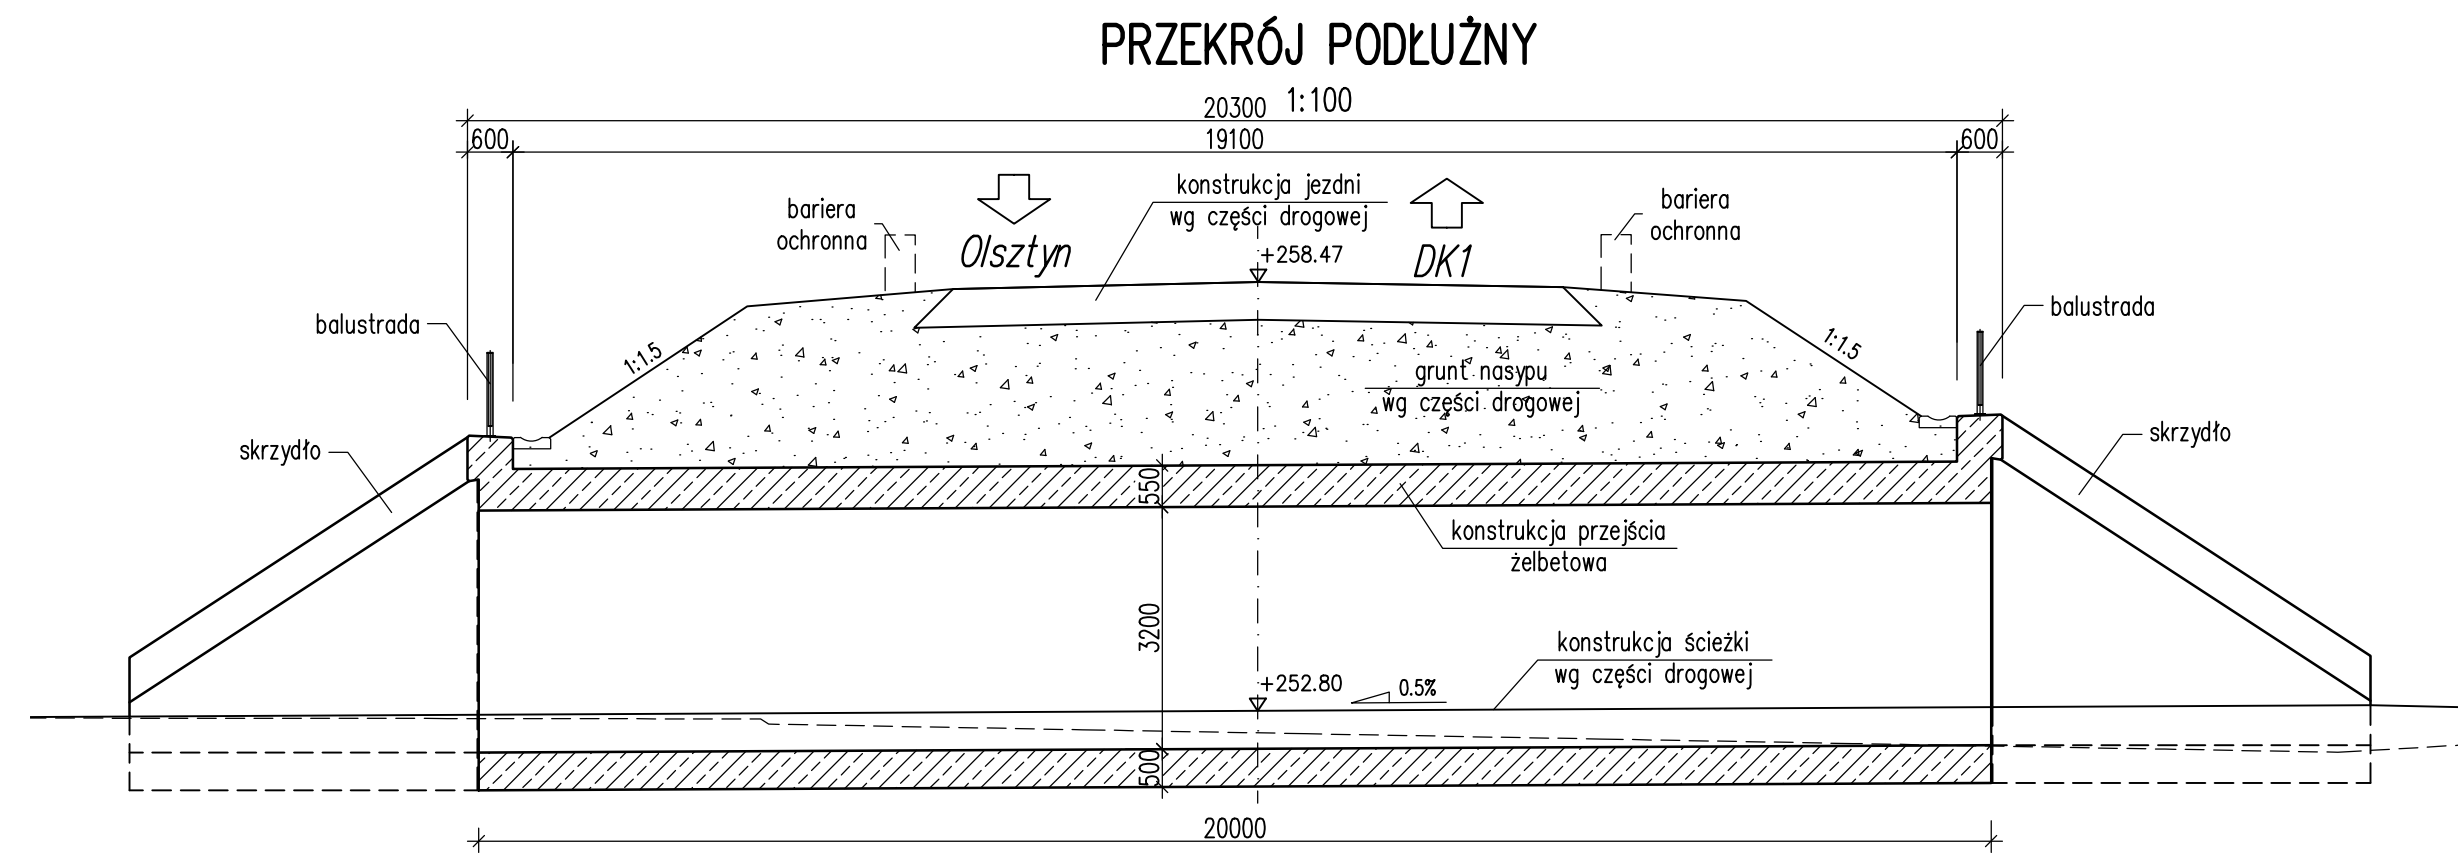 PRZEKRÓJ PODŁUŻNY
1:100
20300
600
19100
600
konstrukcja jezdni
wg części drogowej
bariera
ochronna
Olsztyn
+258.47
DK1
bariera
ochronna
balustrada
balustrada
1:1.5
1:1.5
grunt nasypu
wg części drogowej
skrzydło
skrzydło
550
konstrukcja przejścia
żelbetowa
3200
konstrukcja ścieżki
wg części drogowej
+252.80
0.5%
500
20000